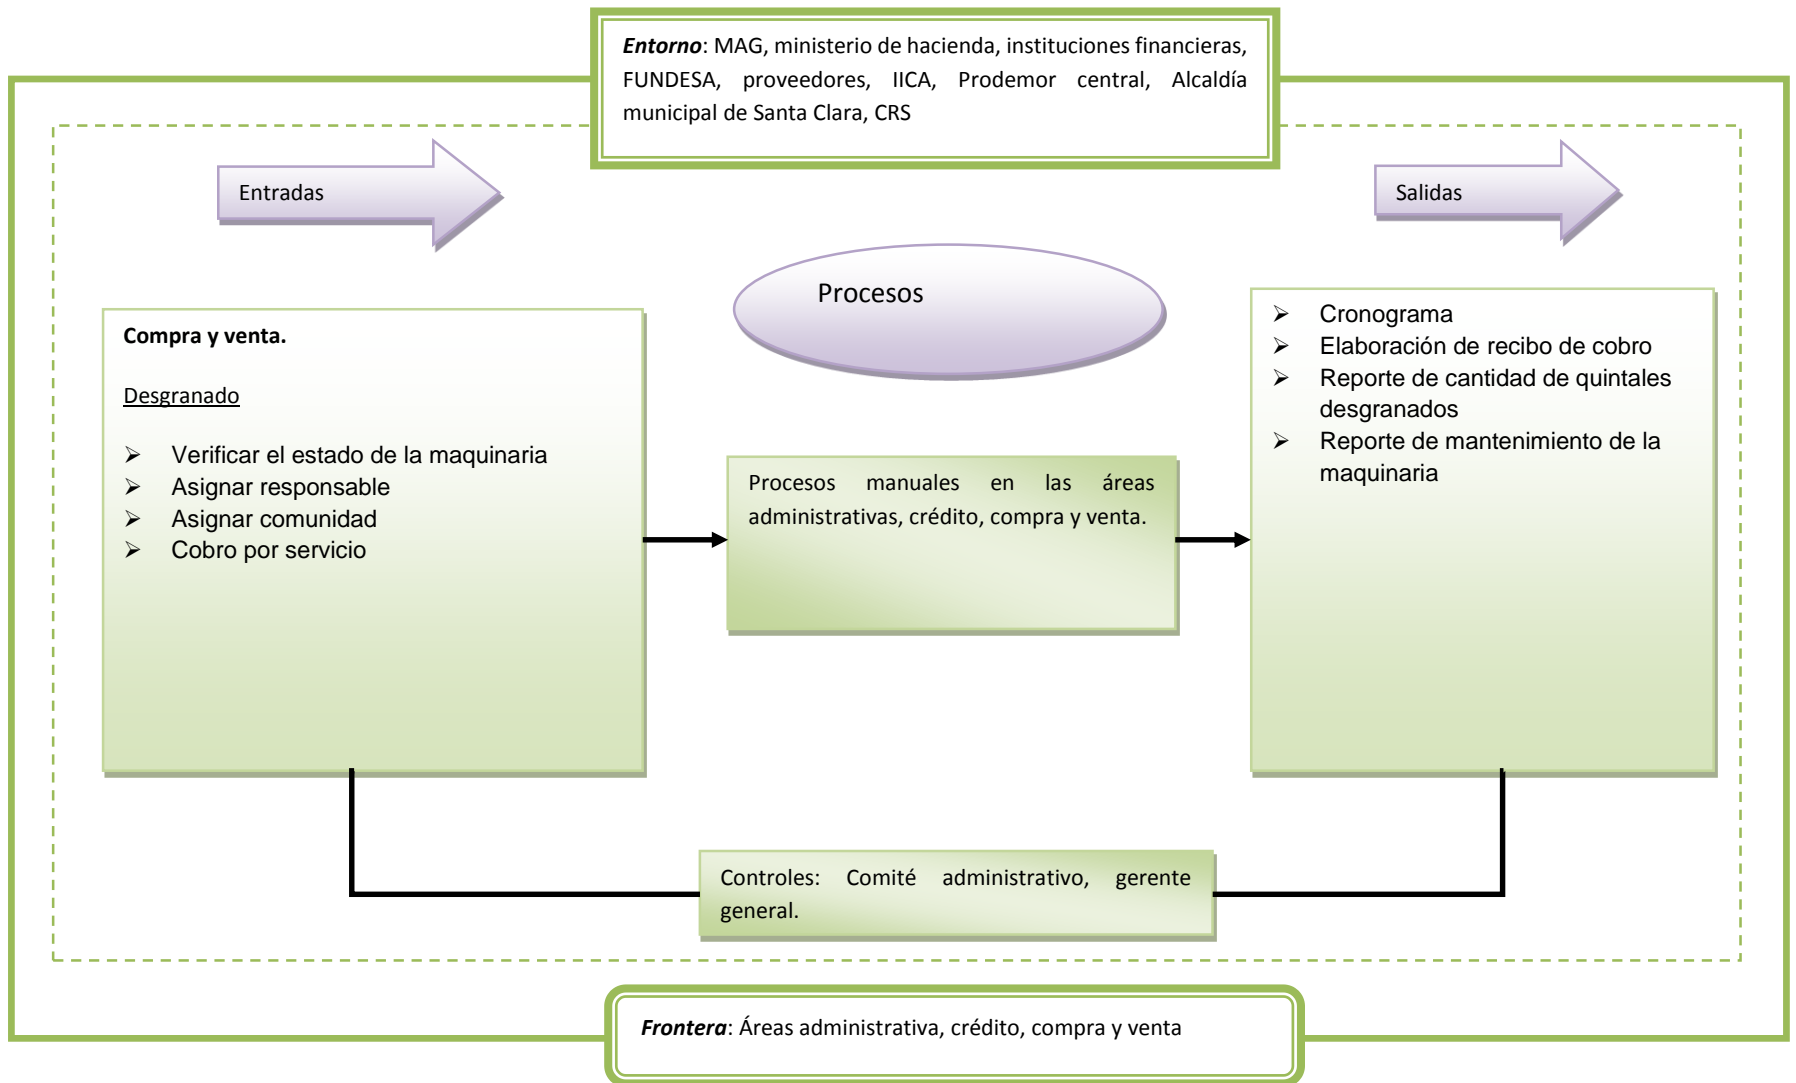 Entorno: MAG, ministerio de hacienda, instituciones financieras,
FUNDESA, proveedores, IICA, Prodemor central, Alcaldía
municipal de Santa Clara, CRS
Entradas
Salidas
Procesos
Compra y venta.
Desgranado
➢ Verificar el estado de la maquinaria
➢ Asignar responsable
➢ Asignar comunidad
➢ Cobro por servicio
Procesos manuales en las áreas
administrativas, crédito, compra y venta.
➢ Cronograma
➢ Elaboración de recibo de cobro
➢ Reporte de cantidad de quintales
desgranados
➢ Reporte de mantenimiento de la
maquinaria
Controles: Comité administrativo, gerente
general.
Frontera: Áreas administrativa, crédito, compra y venta